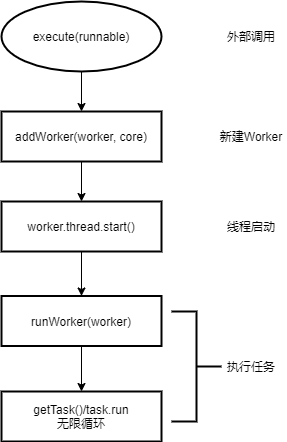 execute(runnable)
外部调用
addWorker(worker, core)
新建Worker
worker.thread.start()
线程启动
runWorker(worker)
执行任务
getTask()/task.run
无限循环